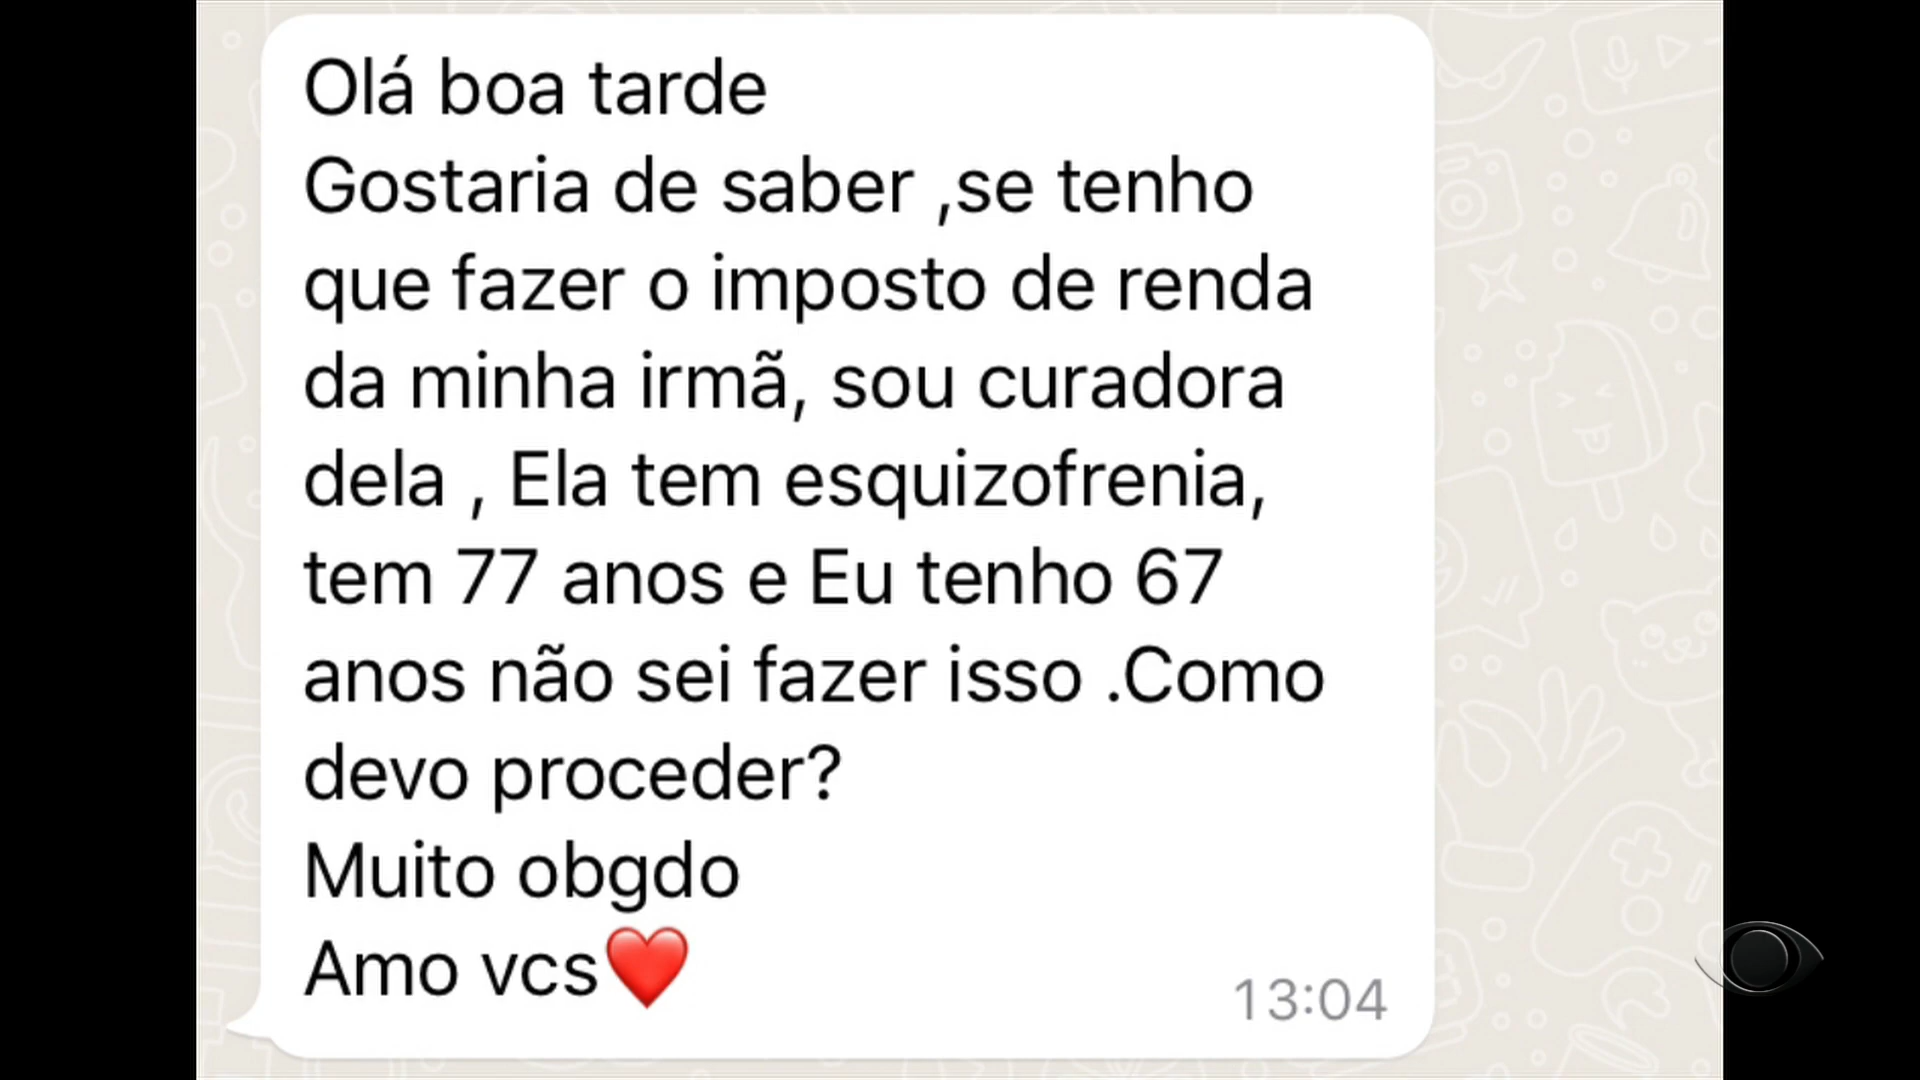 Olá boa tarde
Gostaria de saber ,se tenho
que fazer o imposto de renda
da minha irmã, sou curadora
dela , Ela tem esquizofrenia,
tem 77 anos e Eu tenho 67
anos não sei fazer isso .Como
devo proceder?
Muito obgdo
Amo vcs❤️
13:04